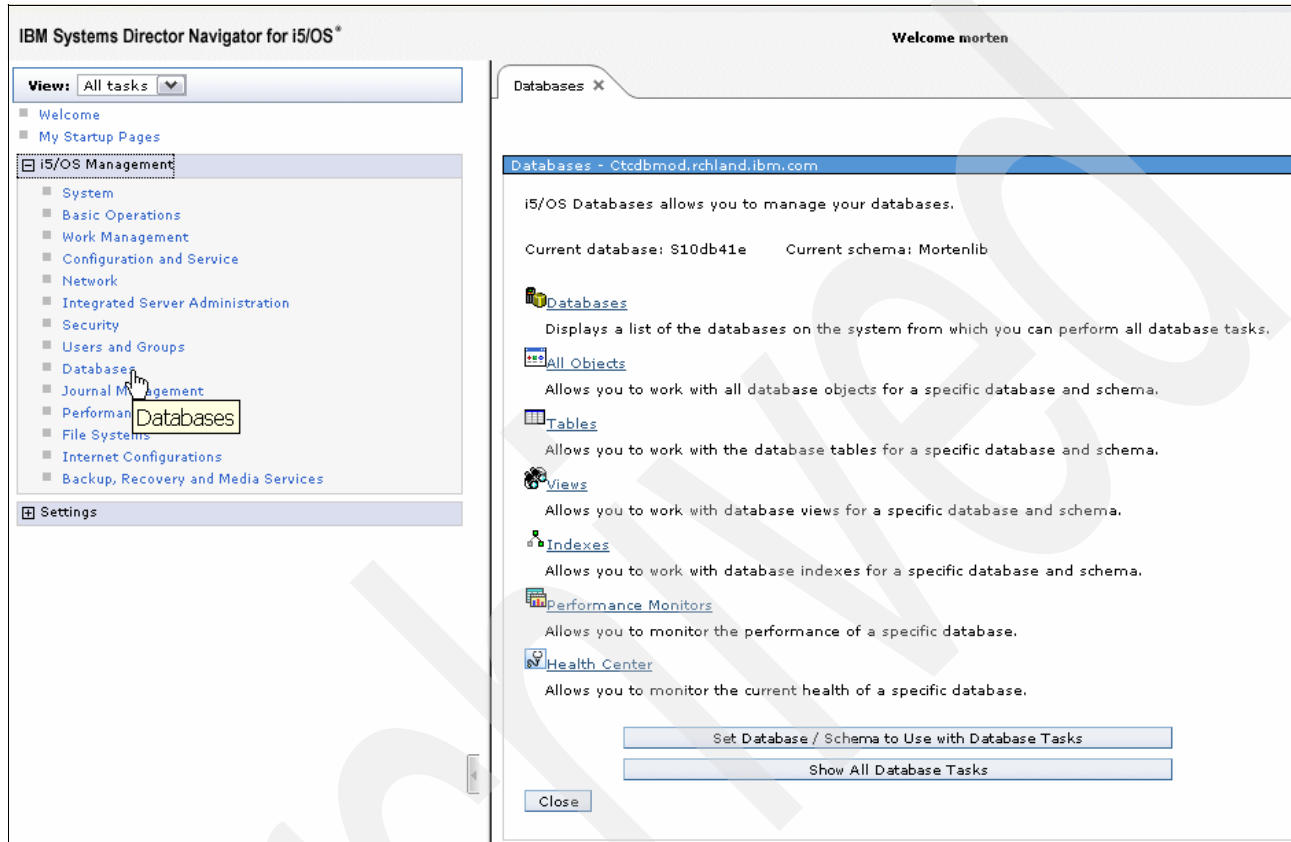 IBM Systems Director Navigator for i5/OS®
Welcome morten
View: All tasks
Welcome
My Startup Pages
i5/OS Management
System
Basic Operations
Work Management
Configuration and Service
Network
Integrated Server Administration
Security
Users and Groups
Databases
Journal Management
Performan
Databases
File Systems
Internet Configurations
Backup, Recovery and Media Services
Settings
Databases
Databases - Ctcdbmod.rchland.ibm.com
i5/OS Databases allows you to manage your databases.
Current database: S10db41e Current schema: Mortenlib
Databases
Displays a list of the databases on the system from which you can perform all database tasks.
All Objects
Allows you to work with all database objects for a specific database and schema.
Tables
Allows you to work with the database tables for a specific database and schema.
Views
Allows you to work with database views for a specific database and schema.
Indexes
Allows you to work with database indexes for a specific database and schema.
Performance Monitors
Allows you to monitor the performance of a specific database.
Health Center
Allows you to monitor the current health of a specific database.
Set Database / Schema to Use with Database Tasks
Show All Database Tasks
Close